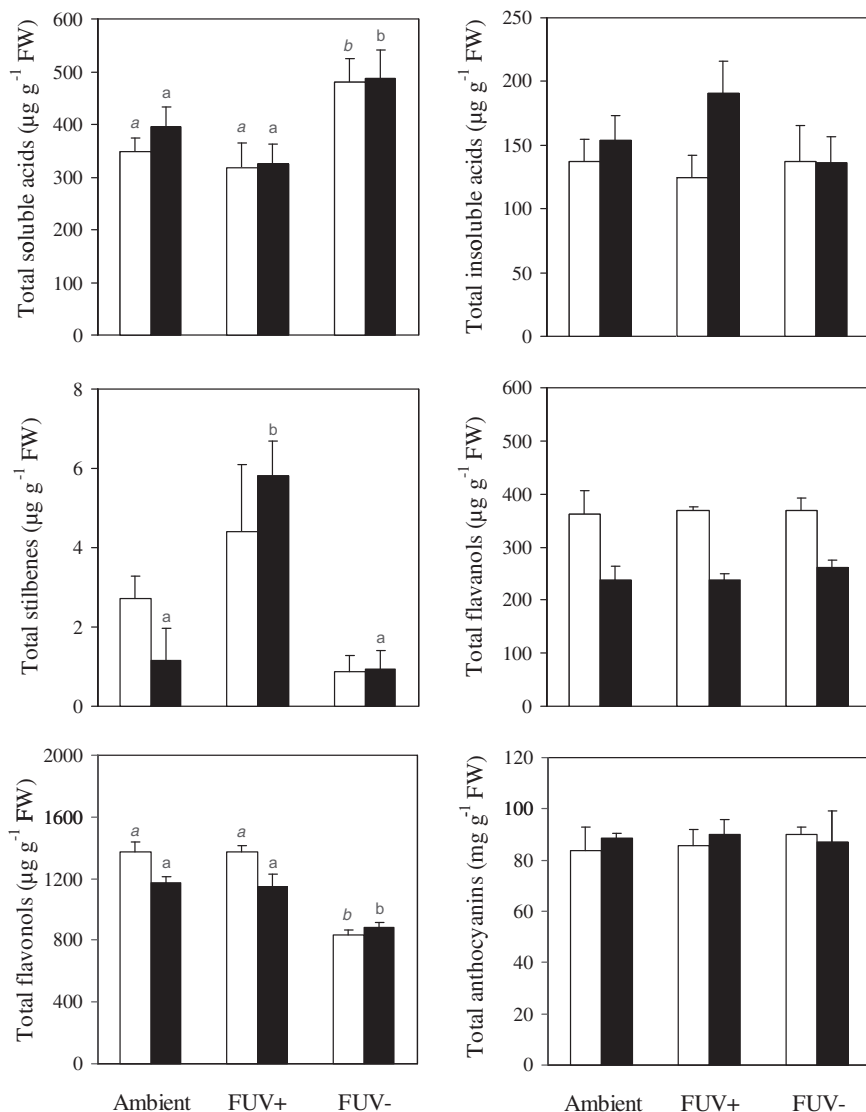 Total soluble acids (µg g⁻¹ FW)
600
500
400
300
200
100
0
a
a
a
a
b
b
Total insoluble acids (µg g⁻¹ FW)
250
200
150
100
50
0
Total stilbenes (µg g⁻¹ FW)
8
6
4
2
0
a
b
a
Total flavanols (µg g⁻¹ FW)
600
500
400
300
200
100
0
Total flavonols (µg g⁻¹ FW)
2000
1600
1200
800
400
0
a
a
a
a
b
b
Ambient FUV+ FUV-
Total anthocyanins (mg g⁻¹ FW)
120
100
80
60
40
20
0
Ambient FUV+ FUV-